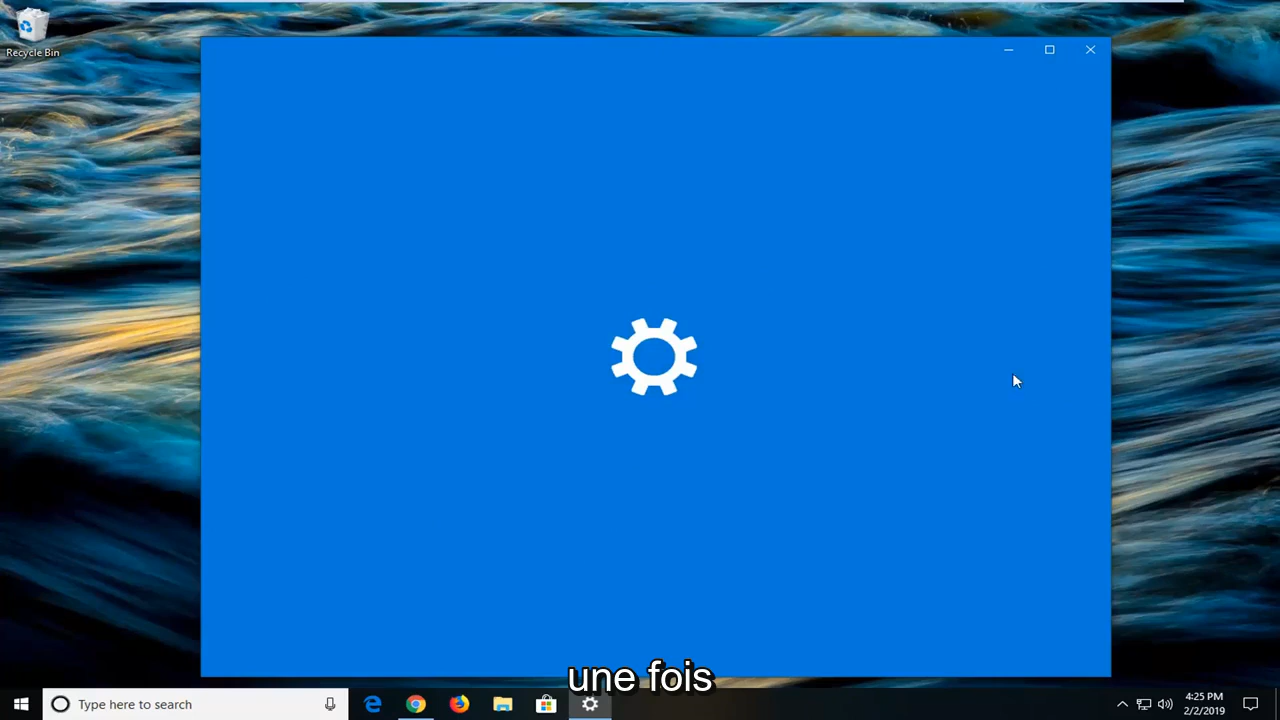 Recycle Bin
une fois
Type here to search
4:25 PM
2/2/2019